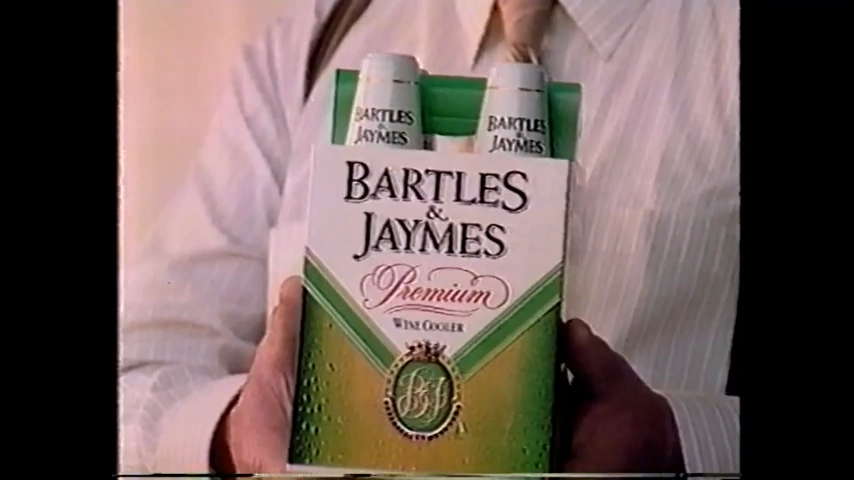 BARTLES
&
JAYMES
BARTLES
&
JAYMES
BARTLES
&
JAYMES
Premium
WINE COOLER
B&J